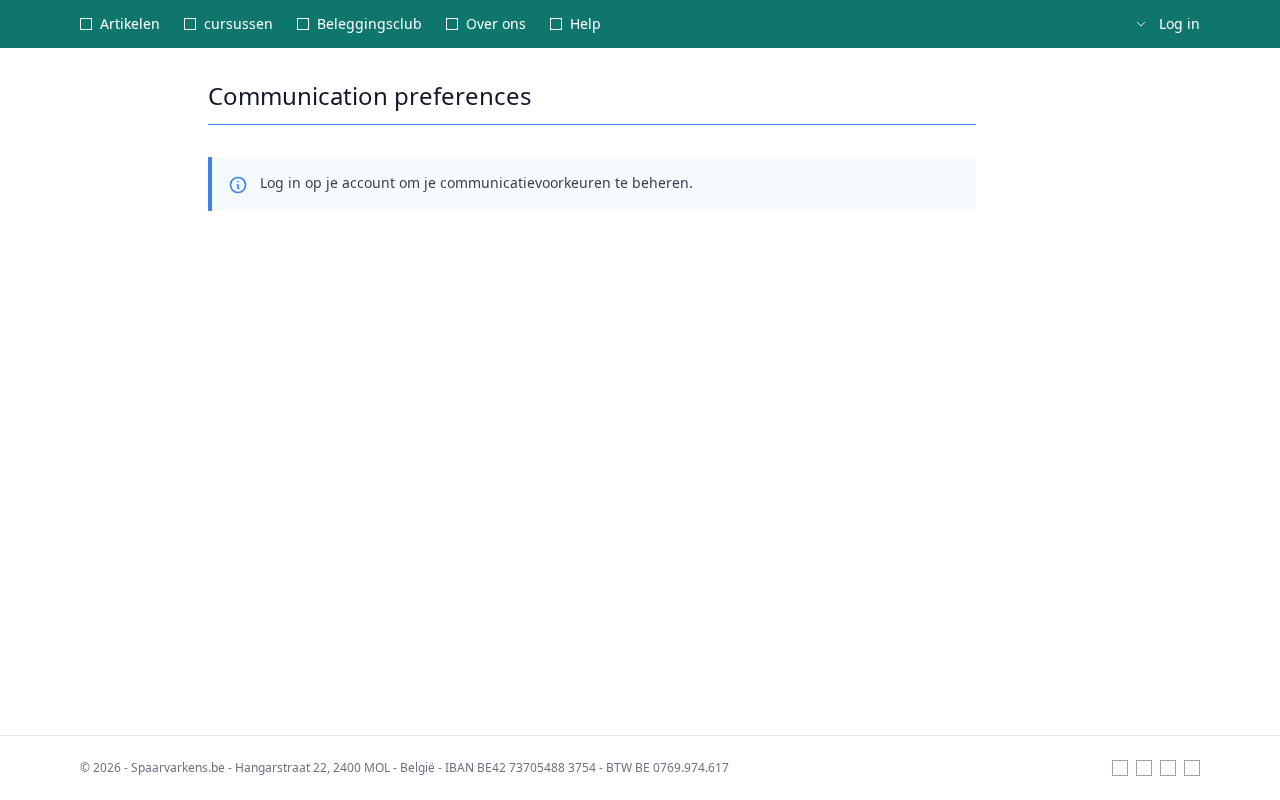 Artikelen cursussen Beleggingsclub Over ons Help Log in
Communication preferences
Log in op je account om je communicatievoorkeuren te beheren.
© 2026 - Spaarvarkens.be - Hangarstraat 22, 2400 MOL - België - IBAN BE42 73705488 3754 - BTW BE 0769.974.617